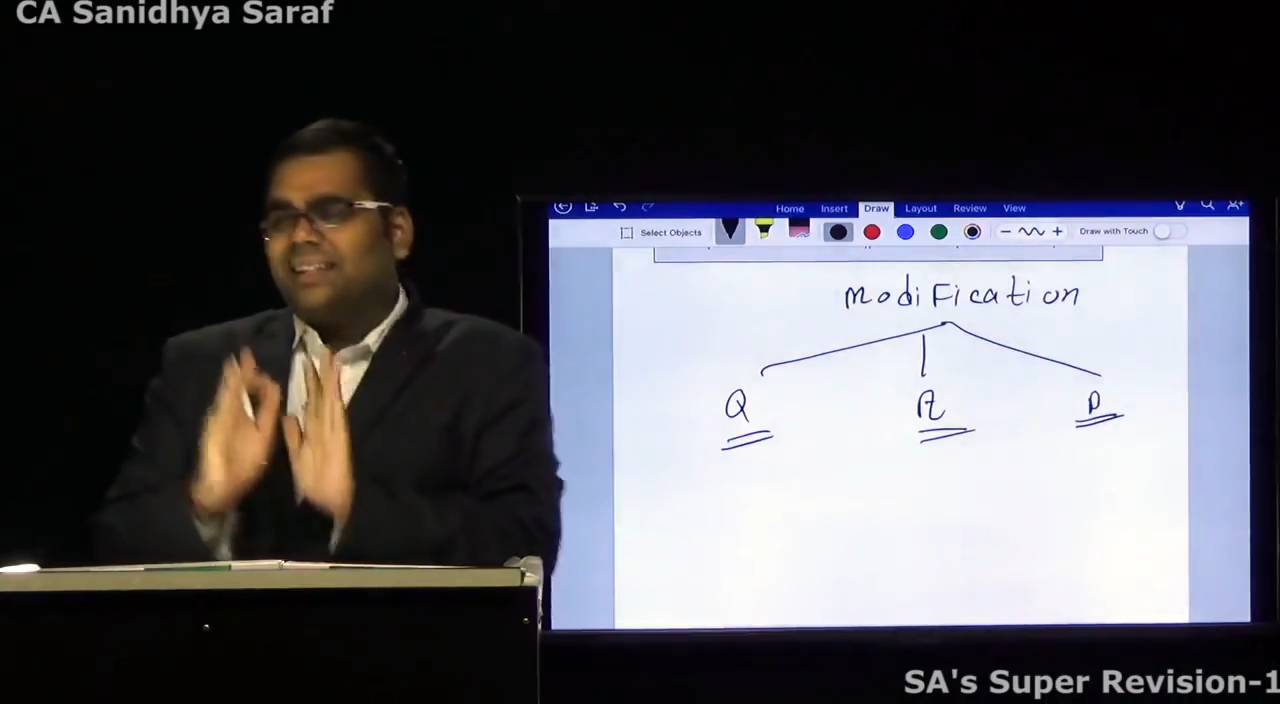 CA Sanidhya Saraf
Home Insert Draw Layout Review View
Select Objects
Draw with Touch
Modification
Q A D
SA's Super Revision-1